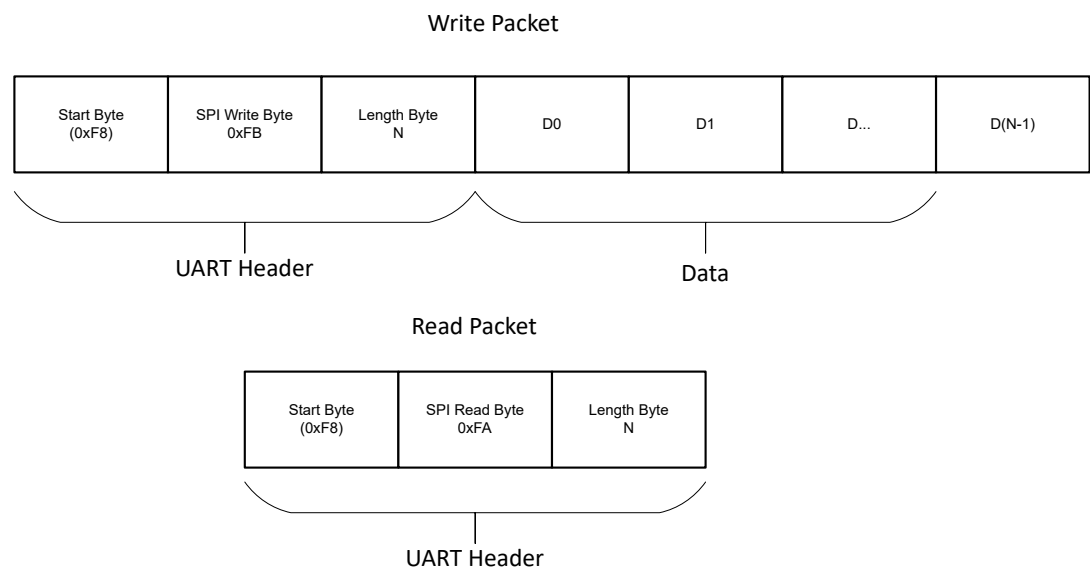 Write Packet
Start Byte
(0xF8)
SPI Write Byte
0xFB
Length Byte
N
D0
D1
D...
D(N-1)
UART Header
Data
Read Packet
Start Byte
(0xF8)
SPI Read Byte
0xFA
Length Byte
N
UART Header